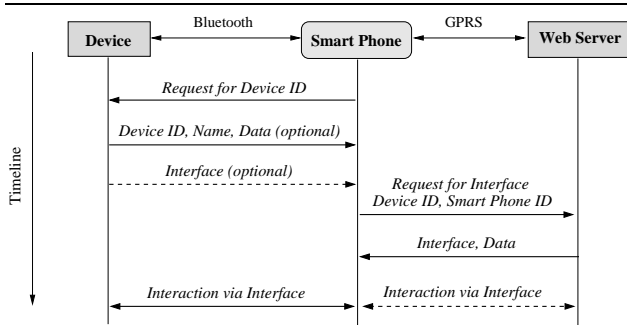 Bluetooth
GPRS
Device
Smart Phone
Web Server
Timeline
Request for Device ID
Device ID, Name, Data (optional)
Interface (optional)
Request for Interface
Device ID, Smart Phone ID
Interface, Data
Interaction via Interface
Interaction via Interface